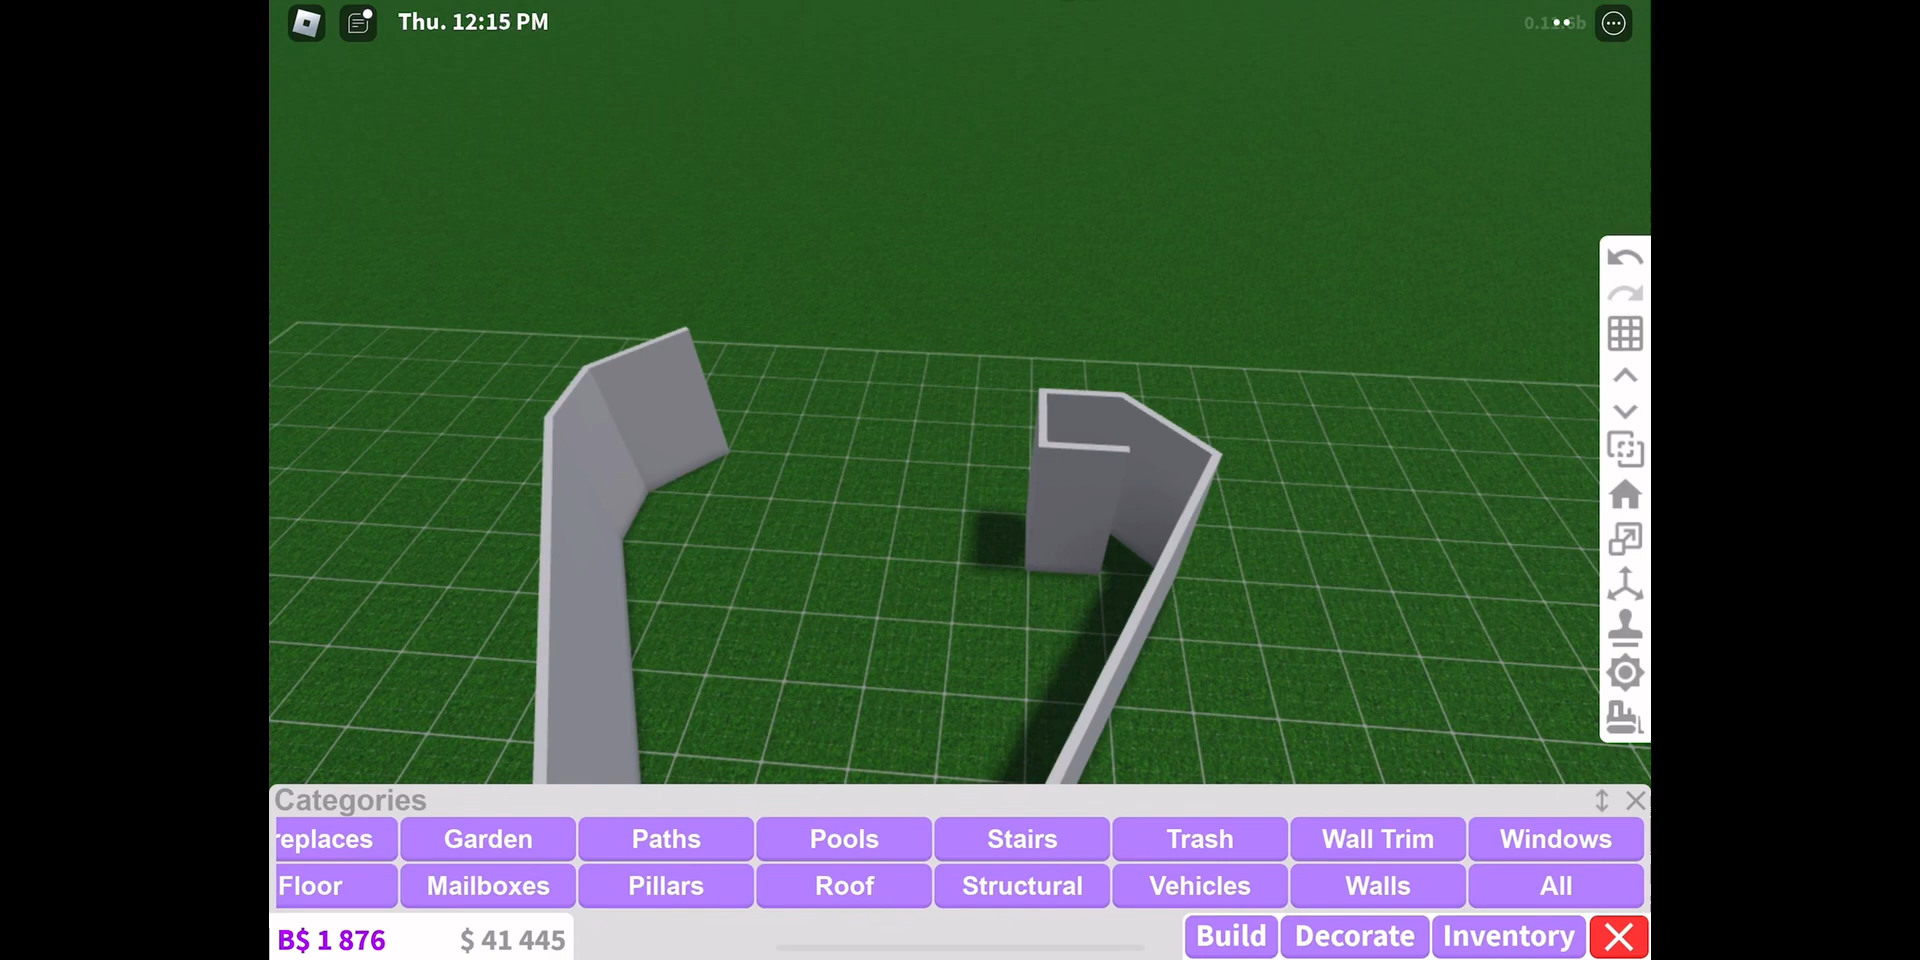 Thu. 12:15 PM
Categories
replaces Garden Paths Pools Stairs Trash Wall Trim Windows
Floor Mailboxes Pillars Roof Structural Vehicles Walls All
B$ 1 876 $ 41 445 Build Decorate Inventory